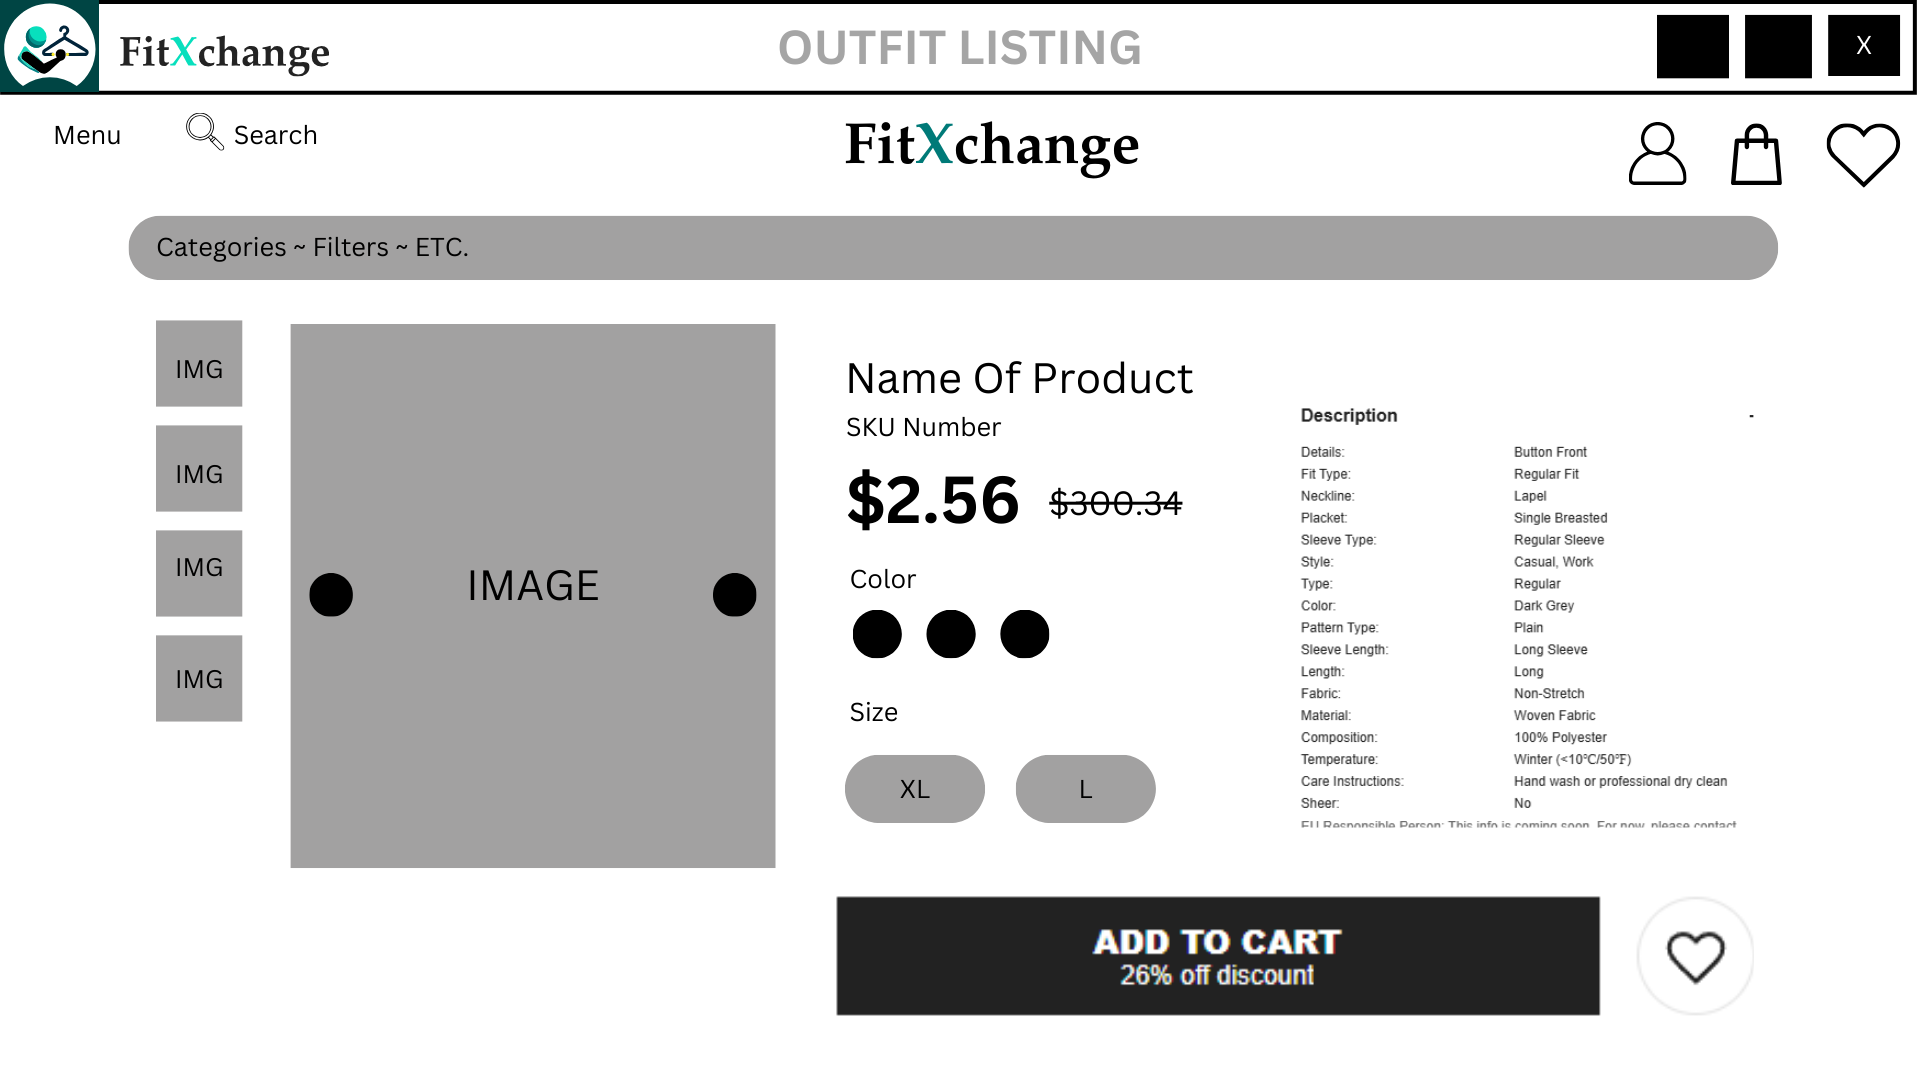 FitXchange
OUTFIT LISTING
X
Menu
Search
FitXchange
Categories ~ Filters ~ ETC.
IMG
IMG
IMG
IMG
IMAGE
Name Of Product
SKU Number
$2.56 $300.34
Color
Size
XL
L
Description -
Details: Button Front
Fit Type: Regular Fit
Neckline: Lapel
Placket: Single Breasted
Sleeve Type: Regular Sleeve
Style: Casual, Work
Type: Regular
Color: Dark Grey
Pattern Type: Plain
Sleeve Length: Long Sleeve
Length: Long
Fabric: Non-Stretch
Material: Woven Fabric
Composition: 100% Polyester
Temperature: Winter (<10℃/50℉)
Care Instructions: Hand wash or professional dry clean
Sheer: No
EU Responsible Person: This info is coming soon. For now, please contact
ADD TO CART
26% off discount